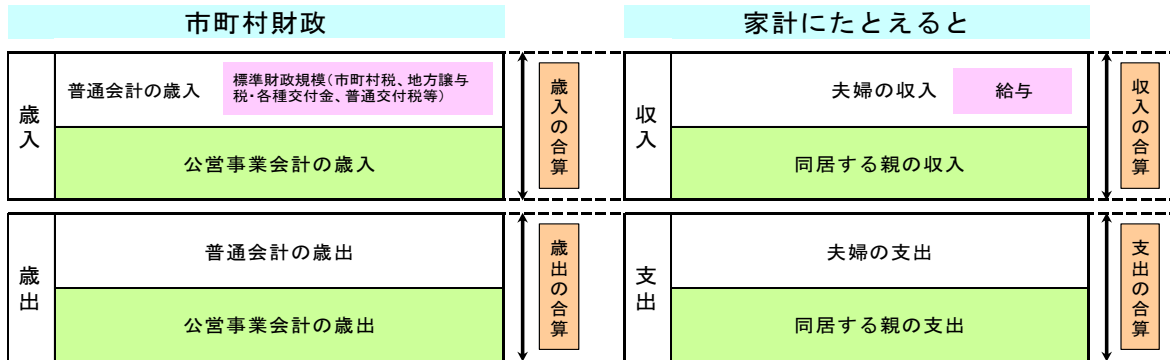 市町村財政
家計にたとえると
歳入
普通会計の歳入
標準財政規模(市町村税、地方譲与
税・各種交付金、普通交付税等)
公営事業会計の歳入
歳入の合算
収入
夫婦の収入
給与
同居する親の収入
収入の合算
歳出
普通会計の歳出
公営事業会計の歳出
歳出の合算
支出
夫婦の支出
同居する親の支出
支出の合算